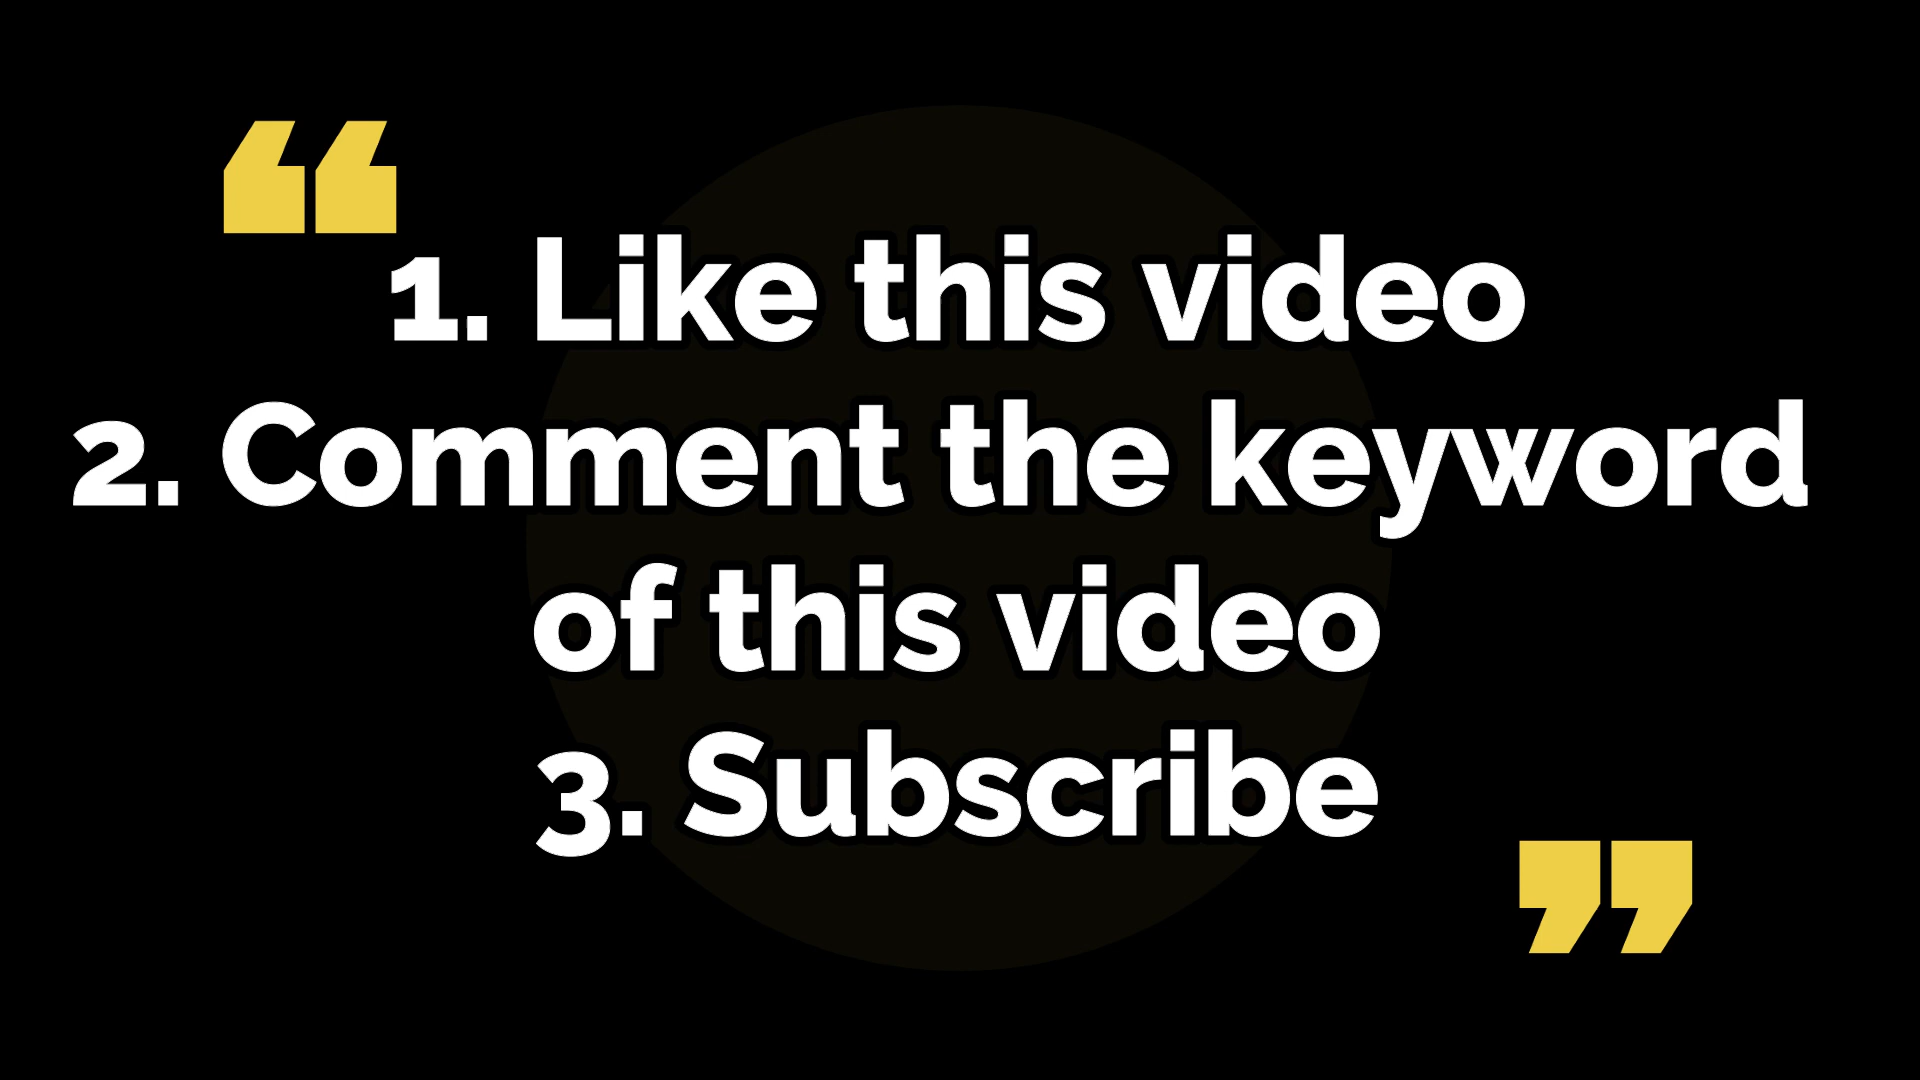 “
1. Like this video
2. Comment the keyword
of this video
3. Subscribe
”